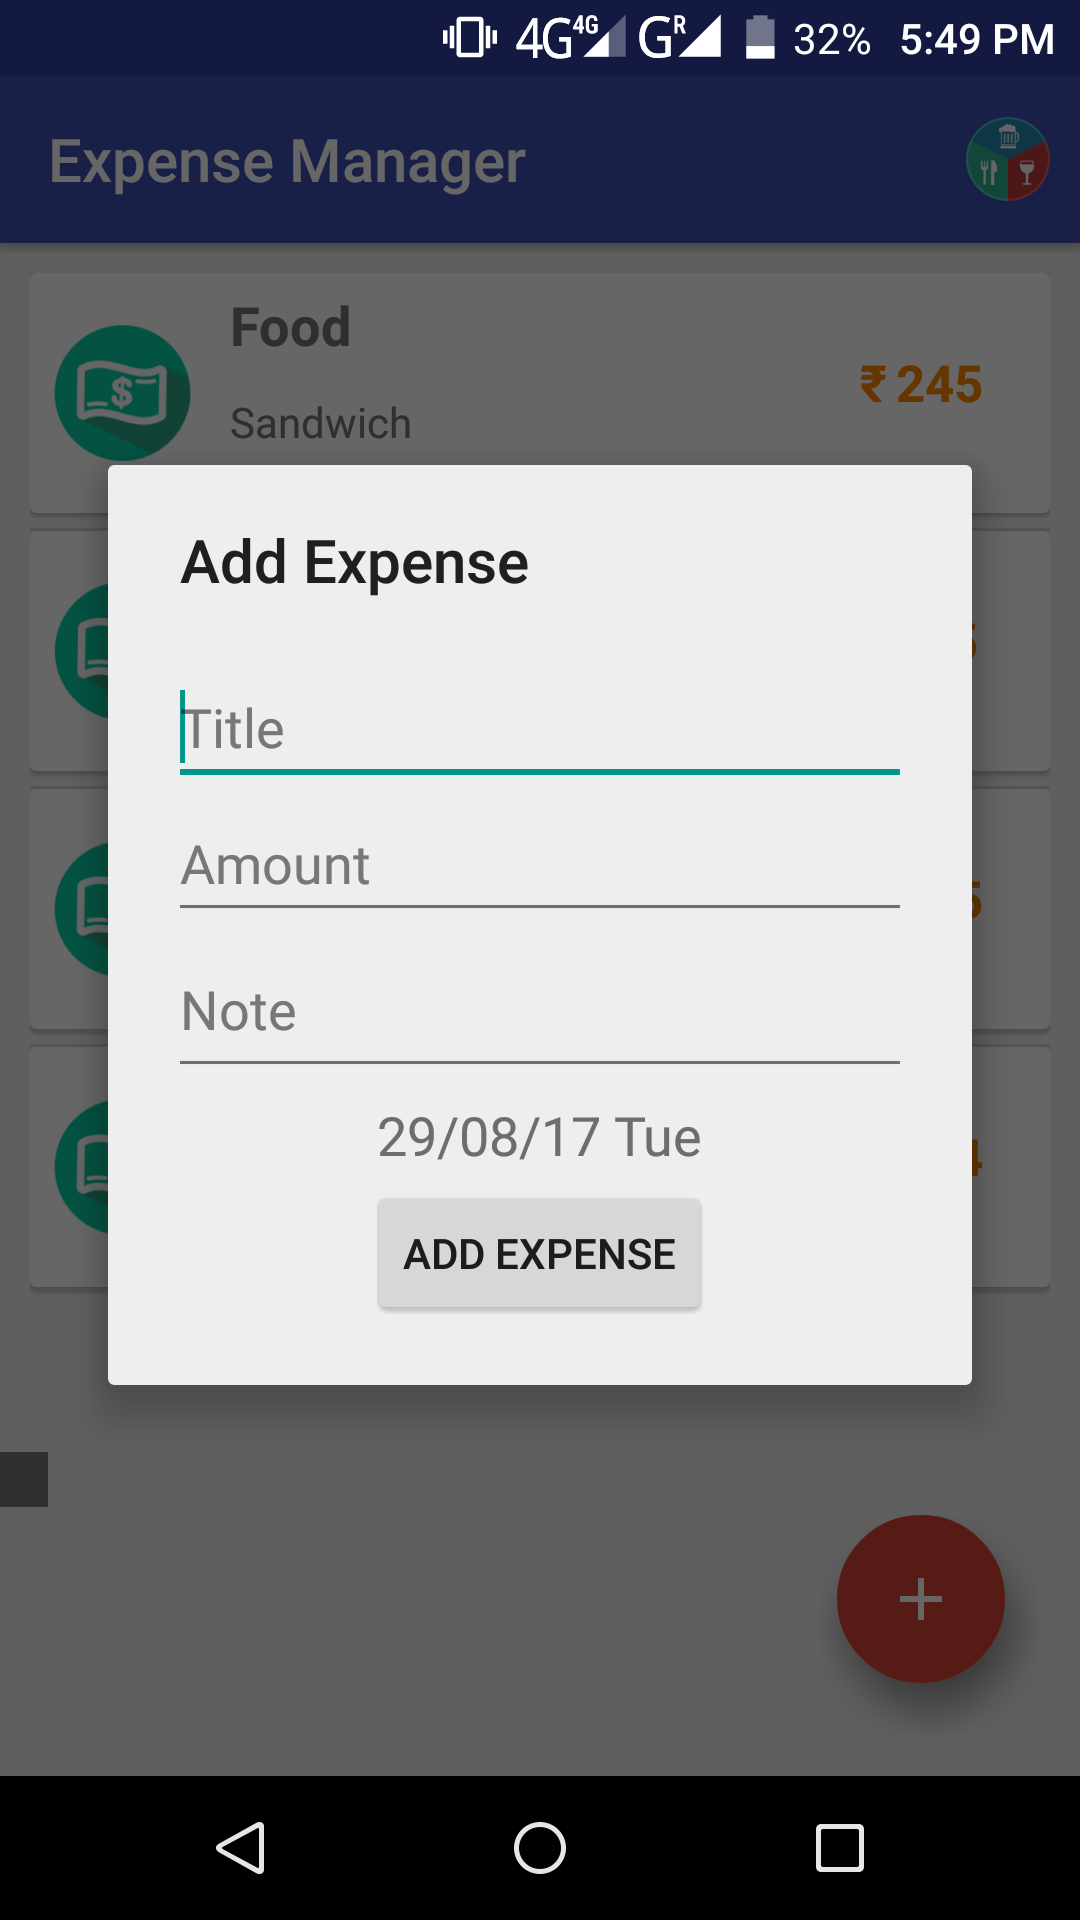 4G 4G G R 32% 5:49 PM
Expense Manager
Food
$
₹ 245
Sandwich
Add Expense
Title
Amount
Note
29/08/17 Tue
ADD EXPENSE